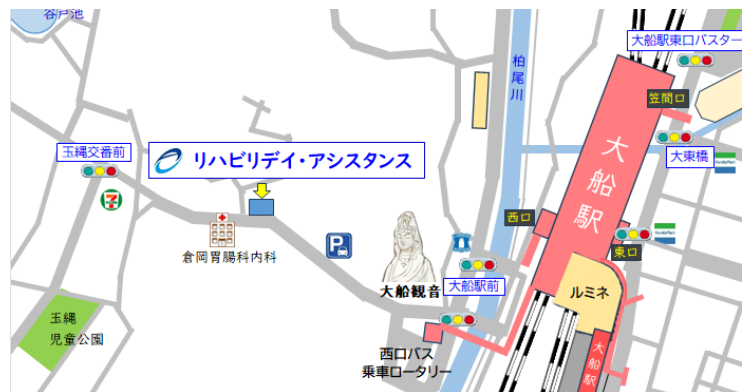 谷戸池
柏尾川
大船駅東口バスター
笠間口
玉縄交番前
リハビリデイ・アシスタンス
大東橋
FamilyMart
大船駅
7
西口
P
倉岡胃腸科内科
東口
FamilyMart
大船観音
大船駅前
ルミネ
玉縄
児童公園
西口バス
乗車ロータリー
大船駅